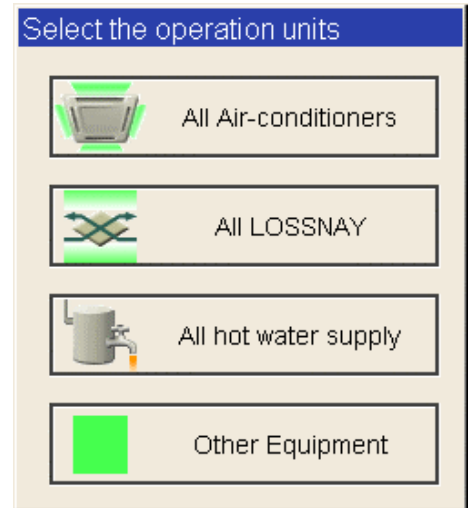 Select the operation units
All Air-conditioners
All LOSSNAY
All hot water supply
Other Equipment